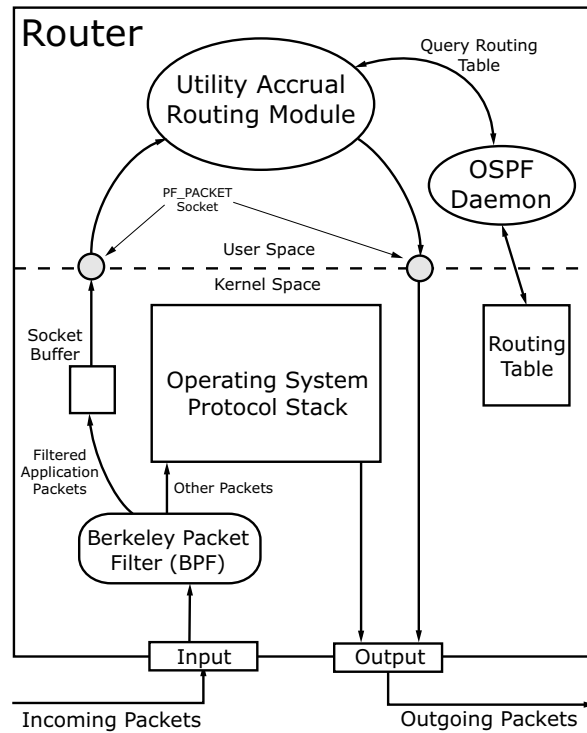 Router
Query Routing
Table
Utility Accrual
Routing Module
OSPF
Daemon
PF_PACKET
Socket
User Space
Kernel Space
Socket
Buffer
Operating System
Protocol Stack
Routing
Table
Filtered
Application
Packets
Other Packets
Berkeley Packet
Filter (BPF)
Input
Output
Incoming Packets
Outgoing Packets